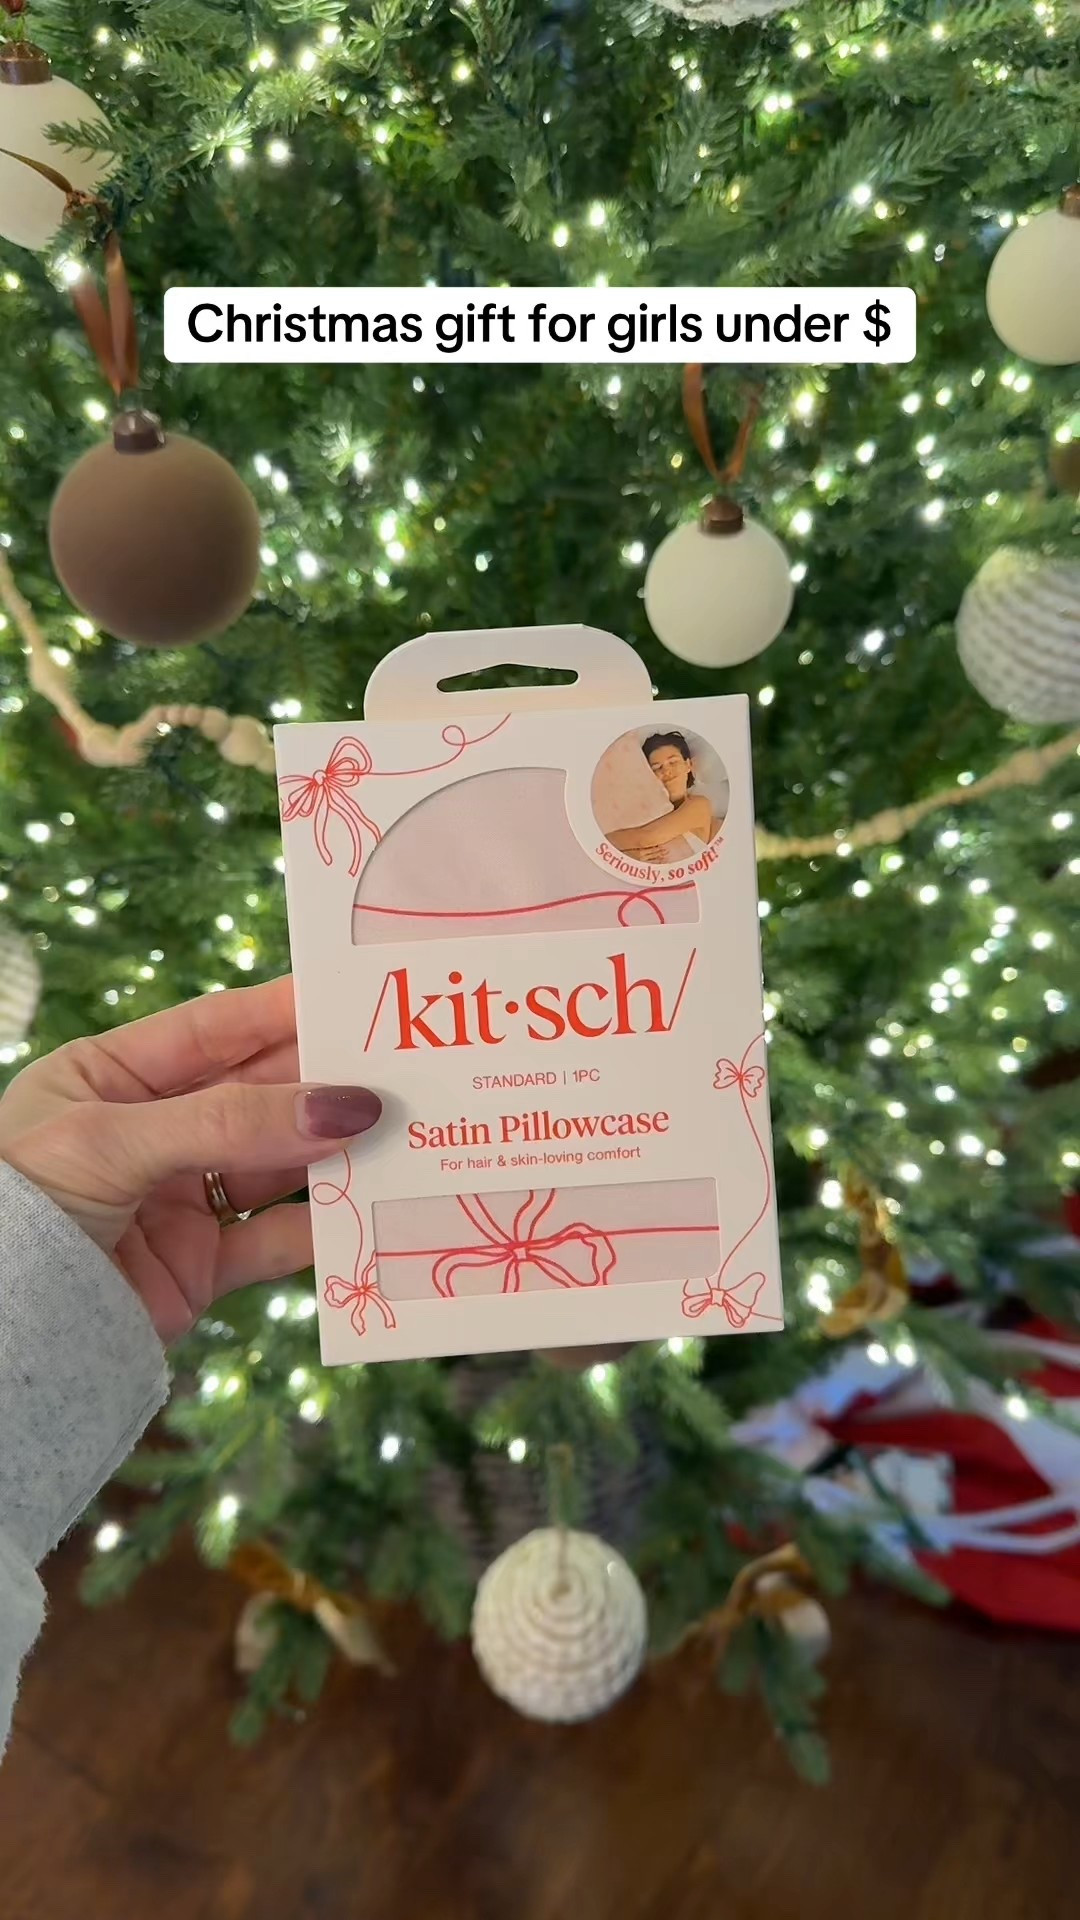 Christmas gift for girls under $
Seriously, so soft!™
/kit·sch/
STANDARD | 1PC
Satin Pillowcase
For hair & skin-loving comfort